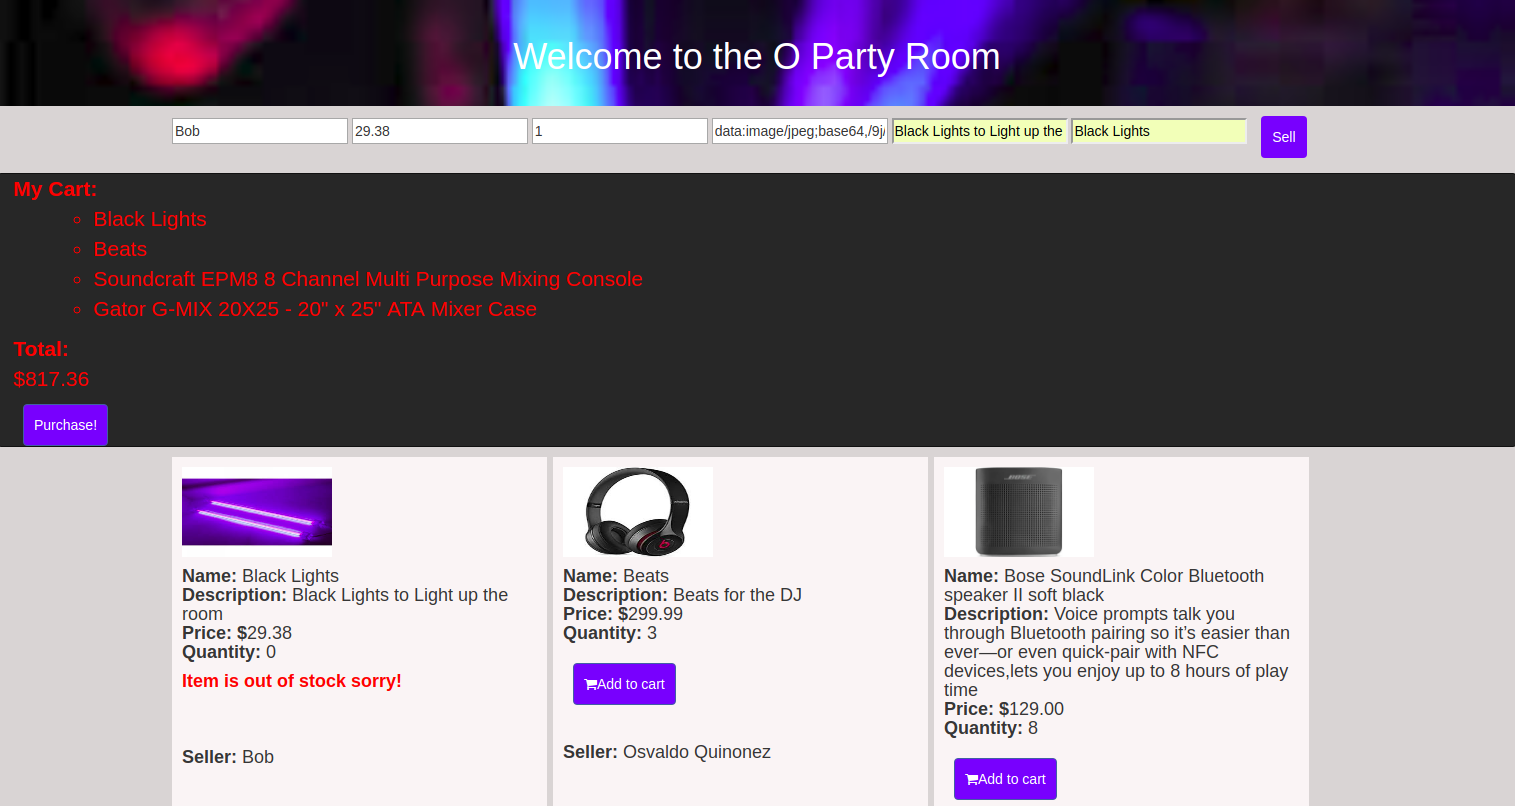 Welcome to the O Party Room
Bob
29.38
1
data:image/jpeg;base64,/9j/
Black Lights to Light up the
Black Lights
Sell
My Cart:
Black Lights
Beats
Soundcraft EPM8 8 Channel Multi Purpose Mixing Console
Gator G-MIX 20X25 - 20" x 25" ATA Mixer Case
Total:
$817.36
Purchase!
Name: Black Lights
Description: Black Lights to Light up the
room
Price: $29.38
Quantity: 0
Item is out of stock sorry!
Seller: Bob
Name: Beats
Description: Beats for the DJ
Price: $299.99
Quantity: 3
Add to cart
Seller: Osvaldo Quinonez
BOSE
Name: Bose SoundLink Color Bluetooth
speaker II soft black
Description: Voice prompts talk you
through Bluetooth pairing so it’s easier than
ever—or even quick-pair with NFC
devices,lets you enjoy up to 8 hours of play
time
Price: $129.00
Quantity: 8
Add to cart